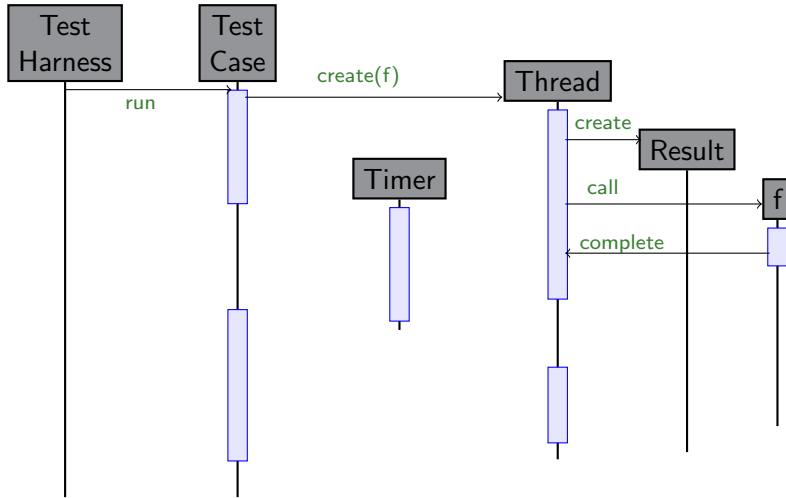 Test
Harness
Test
Case
create(f)
Thread
run
create
Result
Timer
call
f
complete